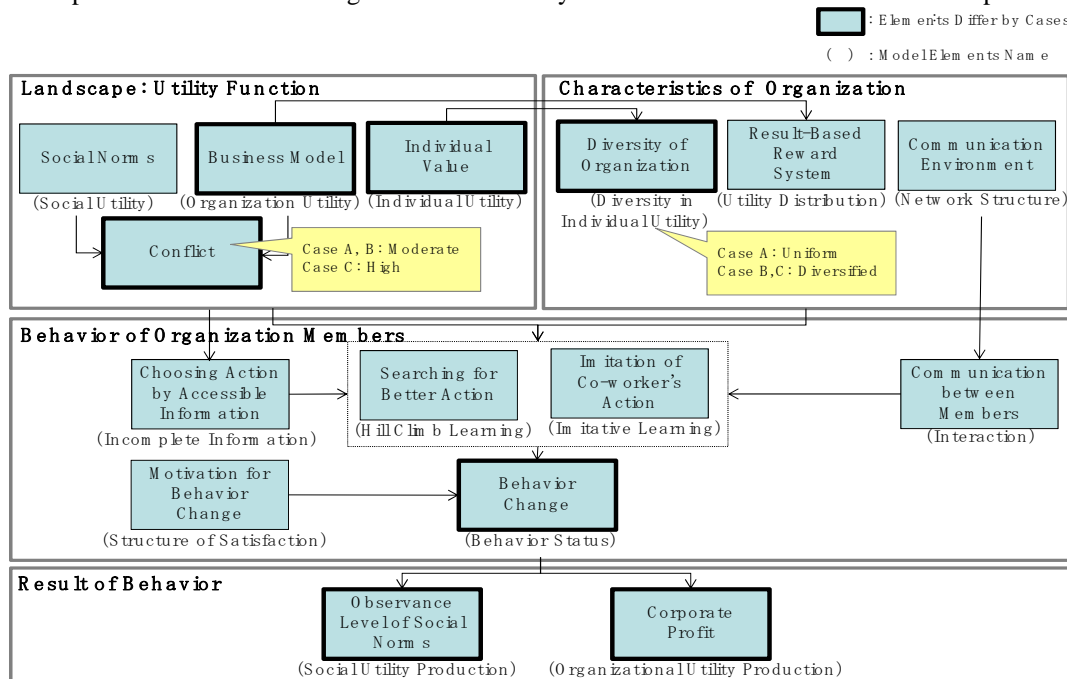 : Elements Differ by Cases
( ) : Model Elements Name
Landscape: Utility Function
Characteristics of Organization
Social Norms
(Social Utility)
Business Model
(Organization Utility)
Individual
Value
(Individual Utility)
Conflict
Case A, B: Moderate
Case C: High
Diversity of
Organization
(Diversity in
Individual Utility)
Result-Based
Reward
System
(Utility Distribution)
Communication
Environment
(Network Structure)
Case A: Uniform
Case B,C: Diversified
Behavior of Organization Members
Choosing Action
by Accessible
Information
(Incomplete Information)
Searching for
Better Action
(Hill Climb Learning)
Imitation of
Co-worker's
Action
(Imitative Learning)
Communication
between
Members
(Interaction)
Motivation for
Behavior
Change
(Structure of Satisfaction)
Behavior
Change
(Behavior Status)
Result of Behavior
Observance
Level of Social
Norms
(Social Utility Production)
Corporate
Profit
(Organizational Utility Production)